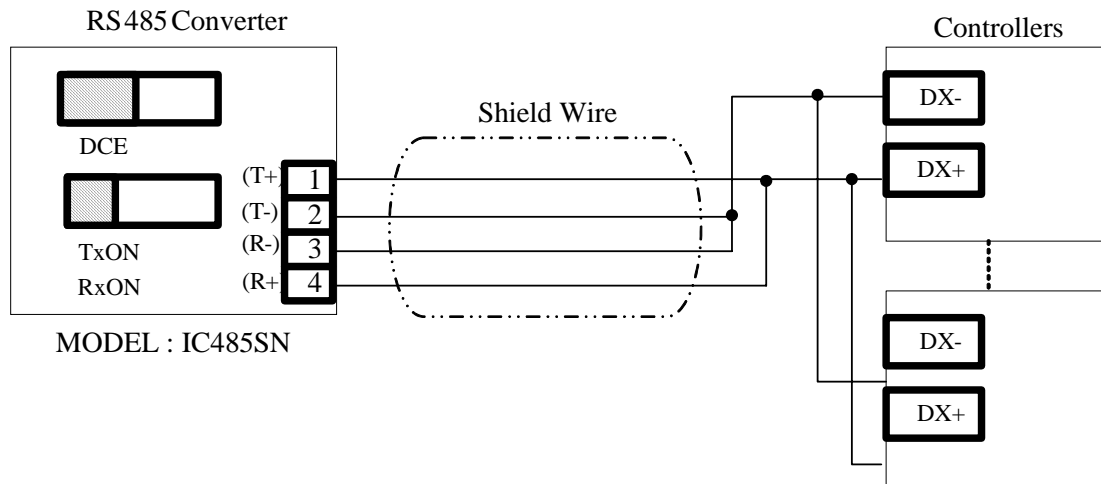 RS485 Converter
Controllers
DX-
DX+
Shield Wire
DCE
(T+) 1
(T-) 2
(R-) 3
(R+) 4
TxON
RxON
MODEL : IC485SN
DX-
DX+